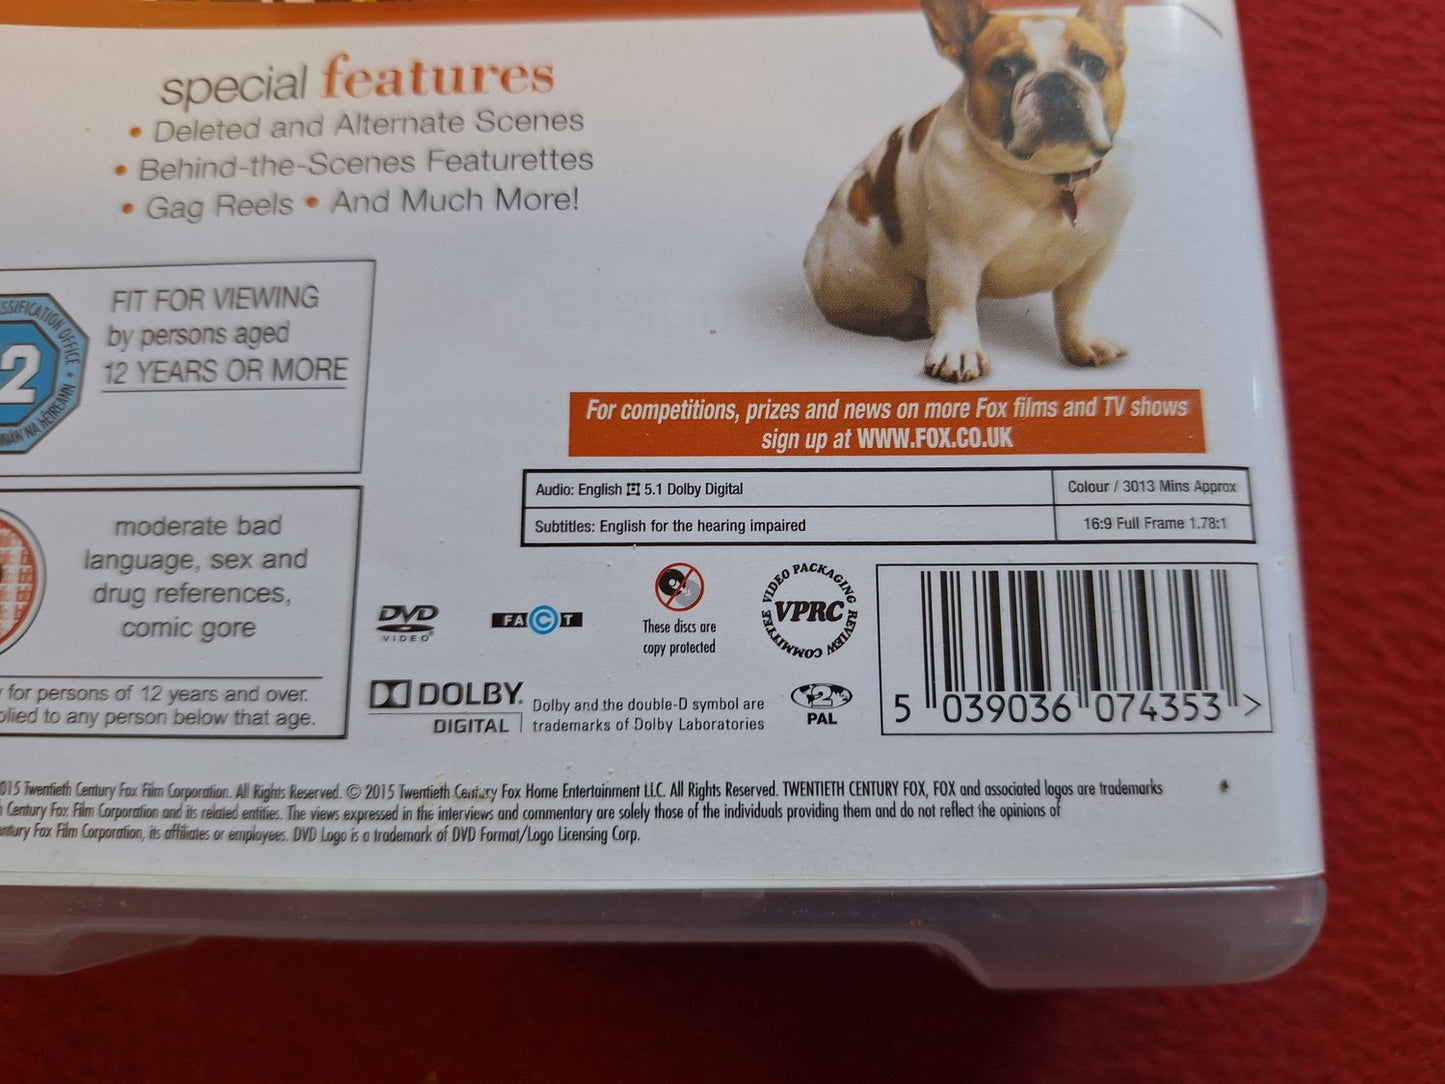 special features
• Deleted and Alternate Scenes
• Behind-the-Scenes Featurettes
• Gag Reels • And Much More!
FIT FOR VIEWING
by persons aged
12 YEARS OR MORE
OFFICE
NA hÉIREANN
2
moderate bad
language, sex and
drug references,
comic gore
for persons of 12 years and over.
to any person below that age.
For competitions, prizes and news on more Fox films and TV shows
sign up at WWW.FOX.CO.UK
Audio: English 5.1 Dolby Digital
Colour / 3013 Mins Approx
Subtitles: English for the hearing impaired
16:9 Full Frame 1.78:1
DVD
VIDEO
FACT
These discs are
copy protected
VIDEO PACKAGING REVIEW COMMITTEE
VPRC
DOLBY
DIGITAL
Dolby and the double-D symbol are
trademarks of Dolby Laboratories
2
PAL
5 039036 074353 >
Twentieth Century Fox Film Corporation. All Rights Reserved. © 2015 Twentieth Century Fox Home Entertainment LLC. All Rights Reserved. TWENTIETH CENTURY FOX, FOX and associated logos are trademarks
Century Fox Film Corporation and its related entities. The views expressed in the interviews and commentary are solely those of the individuals providing them and do not reflect the opinions of
Fox Film Corporation, its affiliates or employees. DVD Logo is a trademark of DVD Format/Logo Licensing Corp.